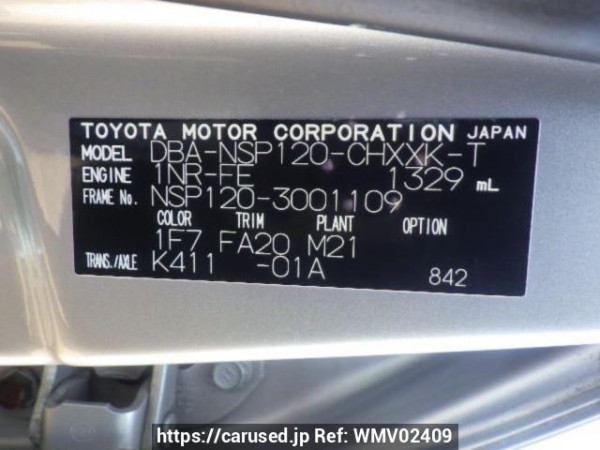 TOYOTA MOTOR CORPORATION JAPAN
MODEL DBA-NSP120-CHXXK-T
ENGINE 1NR-FE 1329 mL
FRAME No. NSP120-3001109
COLOR TRIM PLANT OPTION
1F7 FA20 M21
TRANS./AXLE K411 -01A 842
https://carused.jp Ref: WMV02409